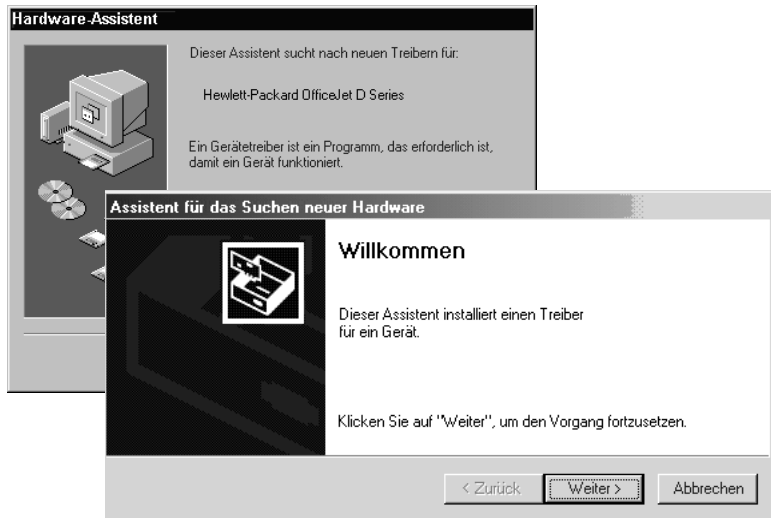 Hardware-Assistent
Dieser Assistent sucht nach neuen Treibern für:
Hewlett-Packard OfficeJet D Series
Ein Gerätetreiber ist ein Programm, das erforderlich ist,
damit ein Gerät funktioniert.
Assistent für das Suchen neuer Hardware
Willkommen
Dieser Assistent installiert einen Treiber
für ein Gerät.
Klicken Sie auf "Weiter", um den Vorgang fortzusetzen.
< Zurück Weiter > Abbrechen